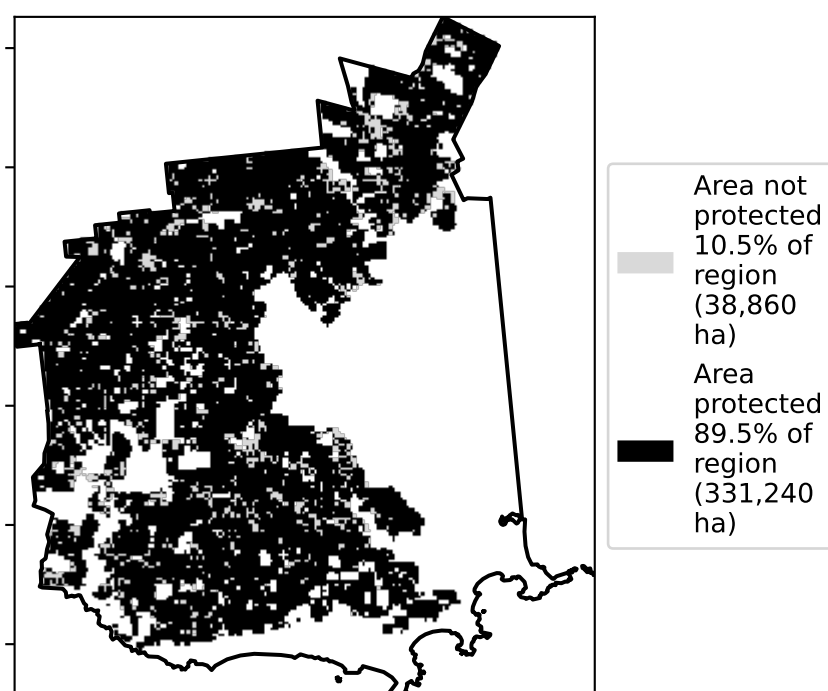 Area not
protected
10.5% of
region
(38,860
ha)
Area
protected
89.5% of
region
(331,240
ha)